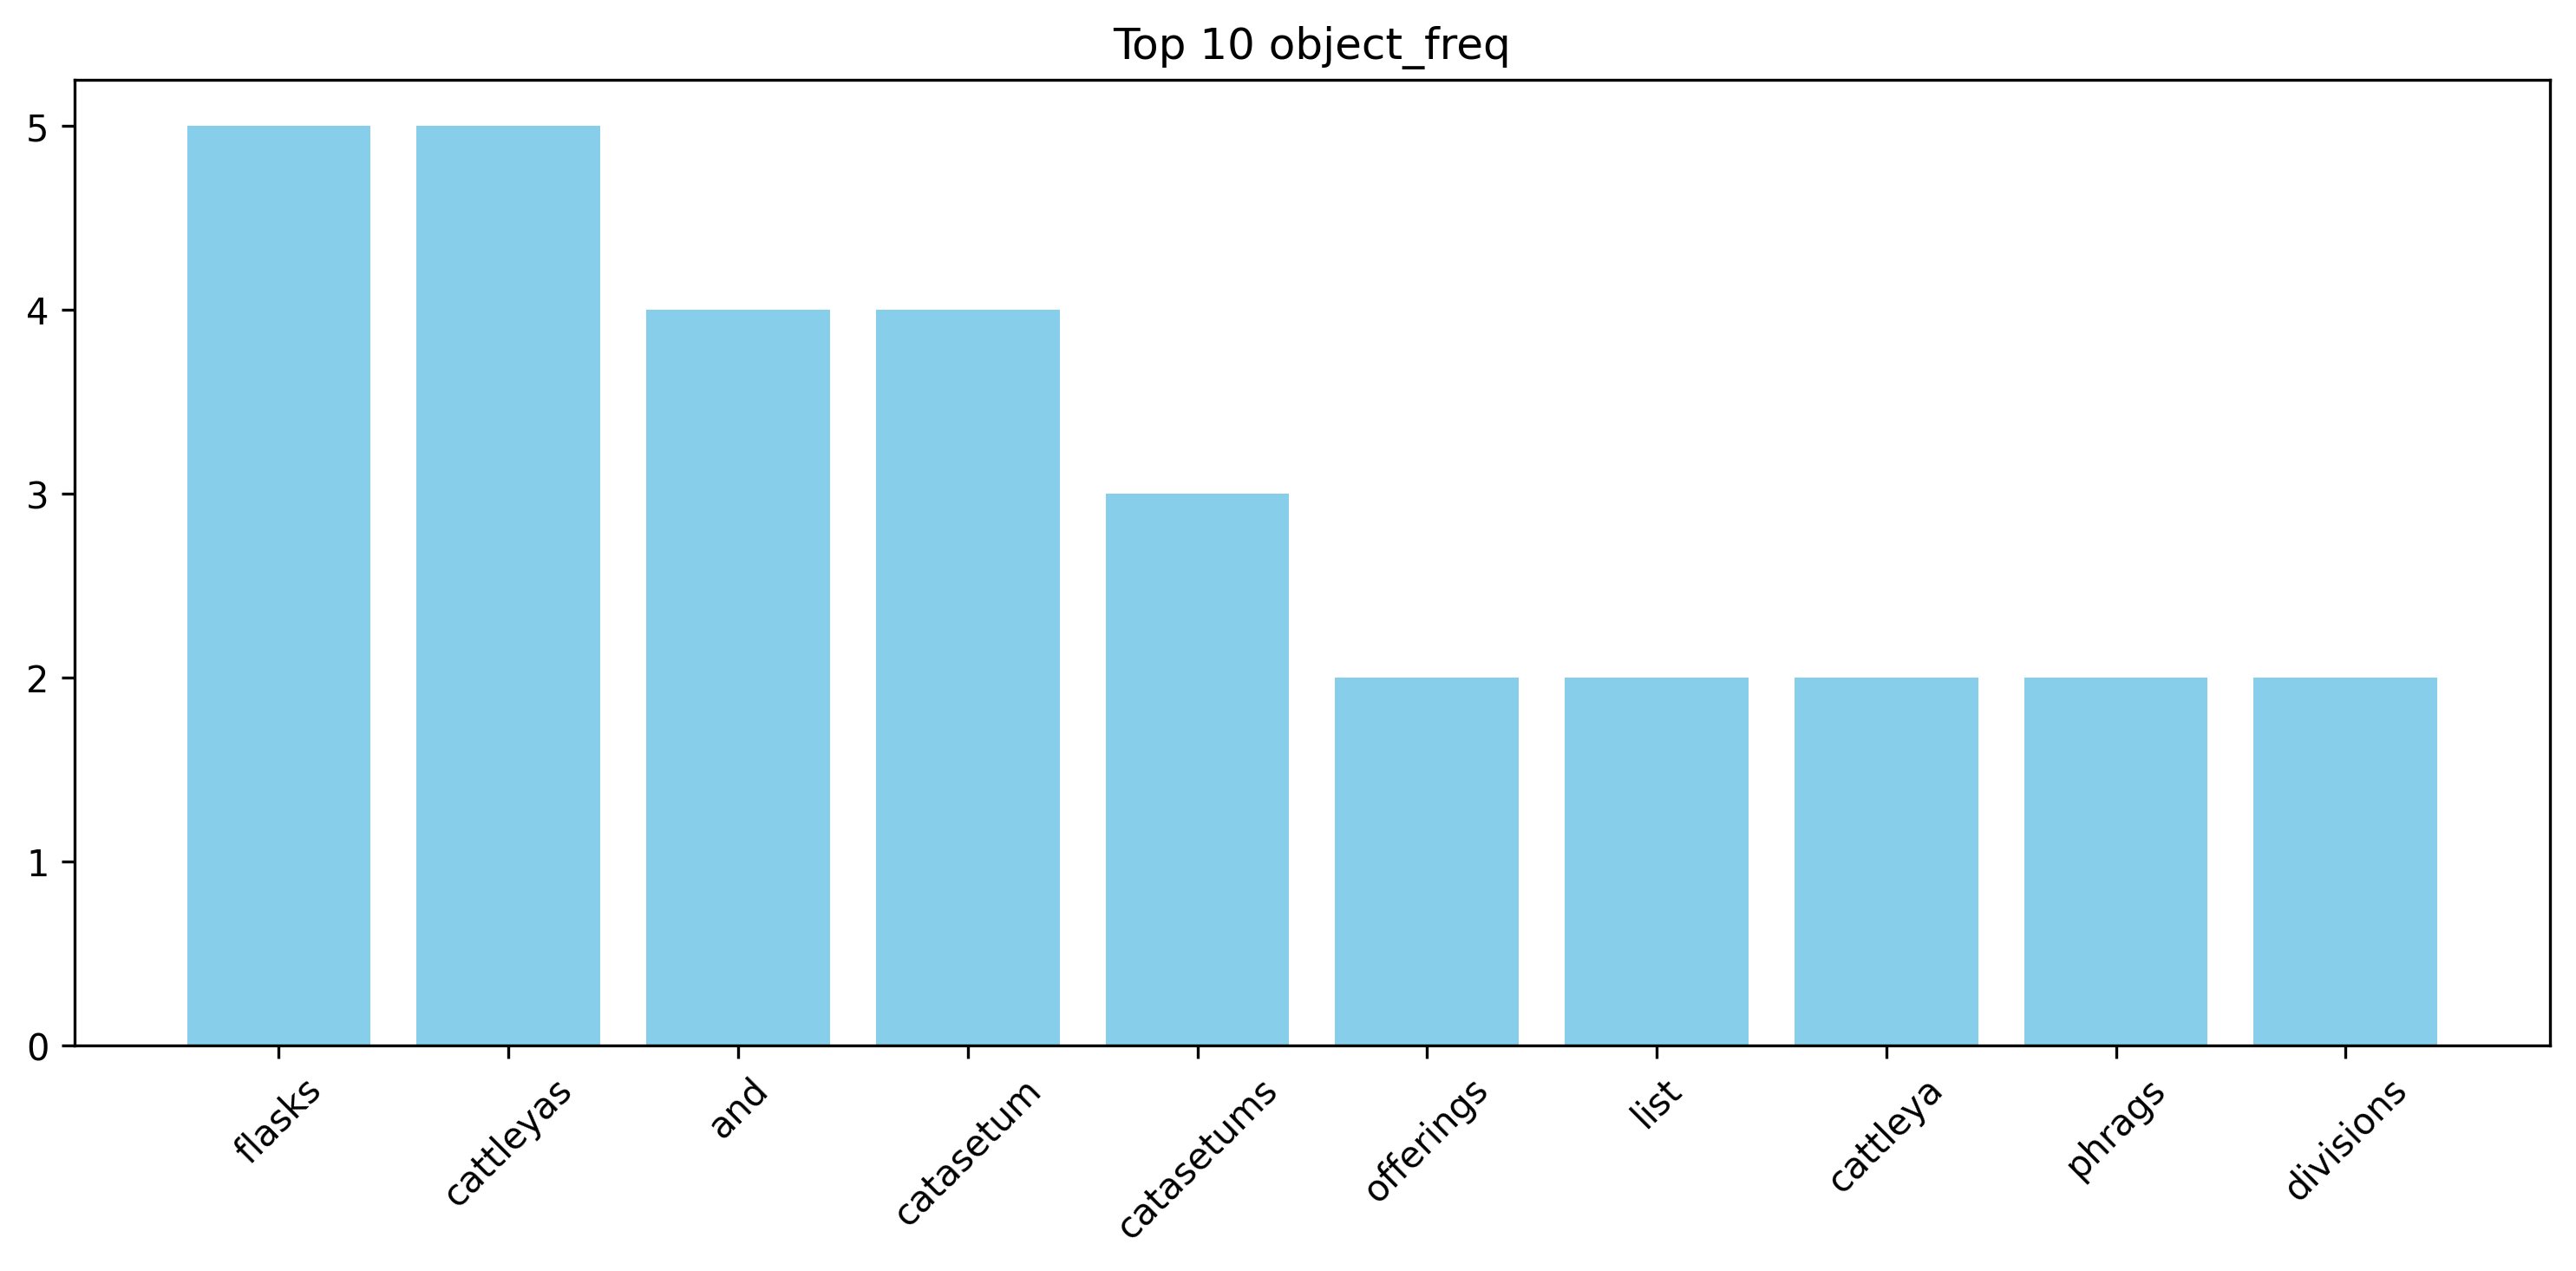 Top 10 object_freq
5
4
3
2
1
0
flasks
cattleyas
and
catasetum
catasetums
offerings
list
cattleya
phrags
divisions